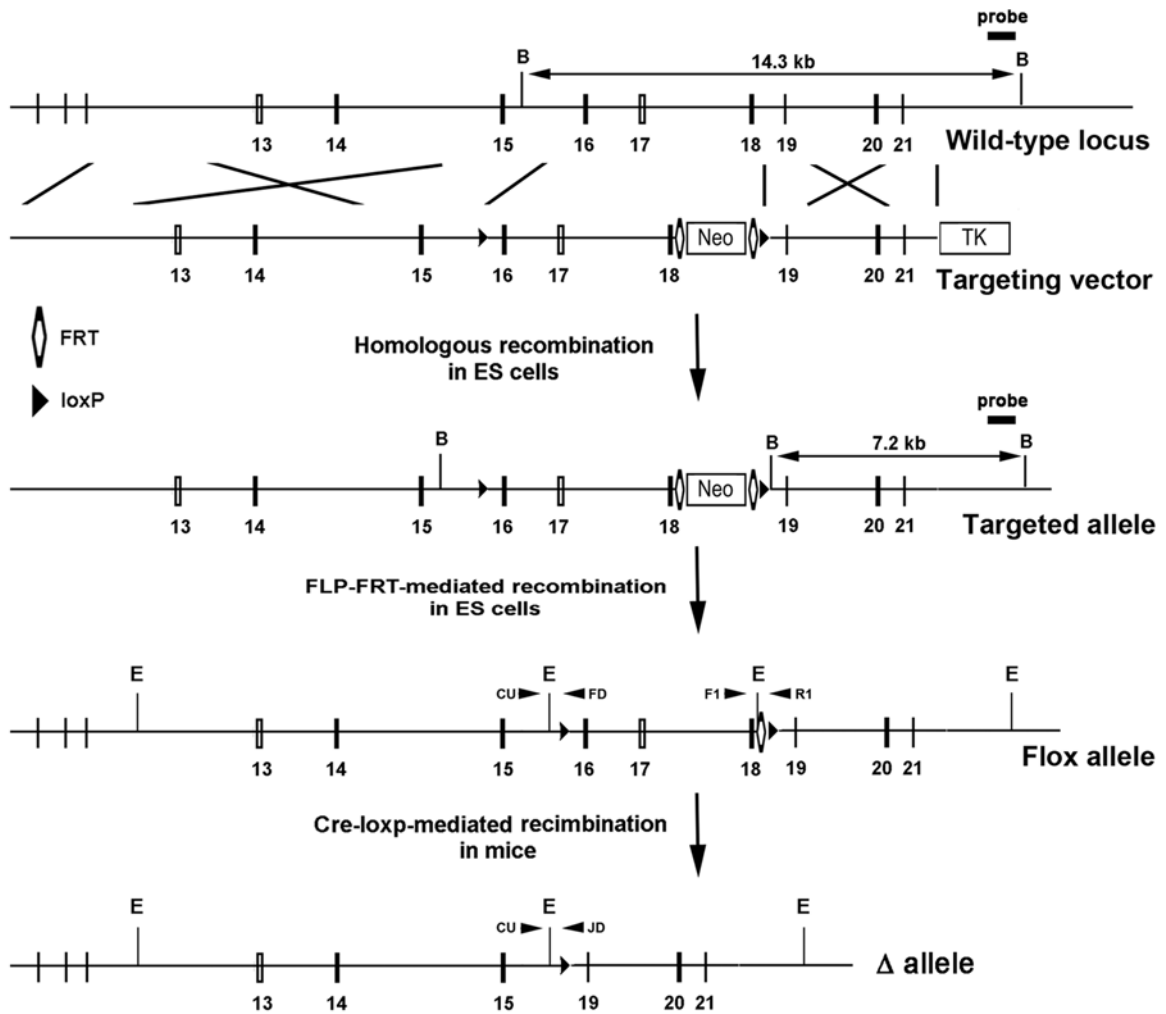 probe
B 14.3 kb B
13 14 15 16 17 18 19 20 21
Wild-type locus
Neo TK
13 14 15 16 17 18 19 20 21
Targeting vector
FRT
loxP
Homologous recombination
in ES cells
probe
B B 7.2 kb B
Neo
13 14 15 16 17 18 19 20 21
Targeted allele
FLP-FRT-mediated recombination
in ES cells
E E E E
CU FD F1 R1
13 14 15 16 17 18 19 20 21
Flox allele
Cre-loxp-mediated recimbination
in mice
E E E
CU JD
13 14 15 19 20 21
Δ allele